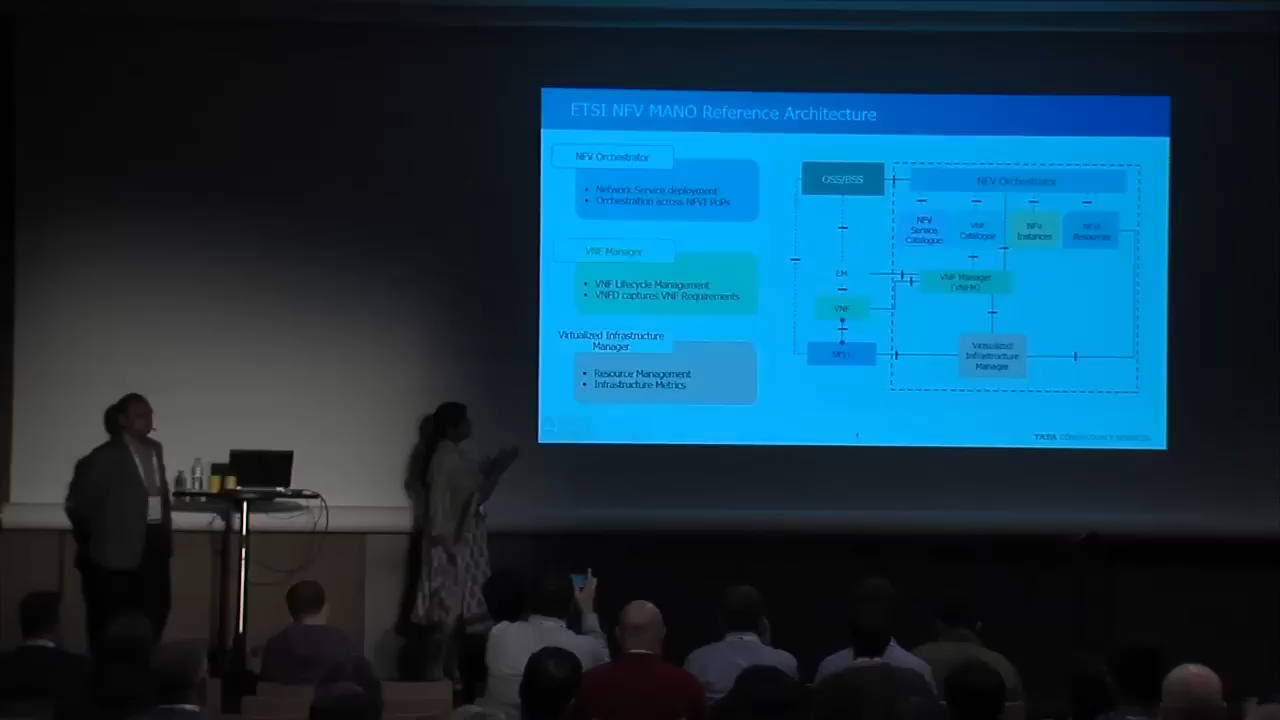 ETSI NFV MANO Reference Architecture
NFV Orchestrator
• Network Service deployment
• Orchestration across NFVI PoPs
VNF Manager
• VNF Lifecycle Management
• VNFD captures VNF Requirements
Virtualized Infrastructure
Manager
• Resource Management
• Infrastructure Metrics
OSS/BSS
NFV Orchestrator
NFV
Service
Catalogue
VNF
Catalogue
NFV
Instances
NFVI
Resources
EM
VNF Manager
(VNFM)
VNF
NFVI
Virtualized
Infrastructure
Manager
TATA CONSULTANCY SERVICES